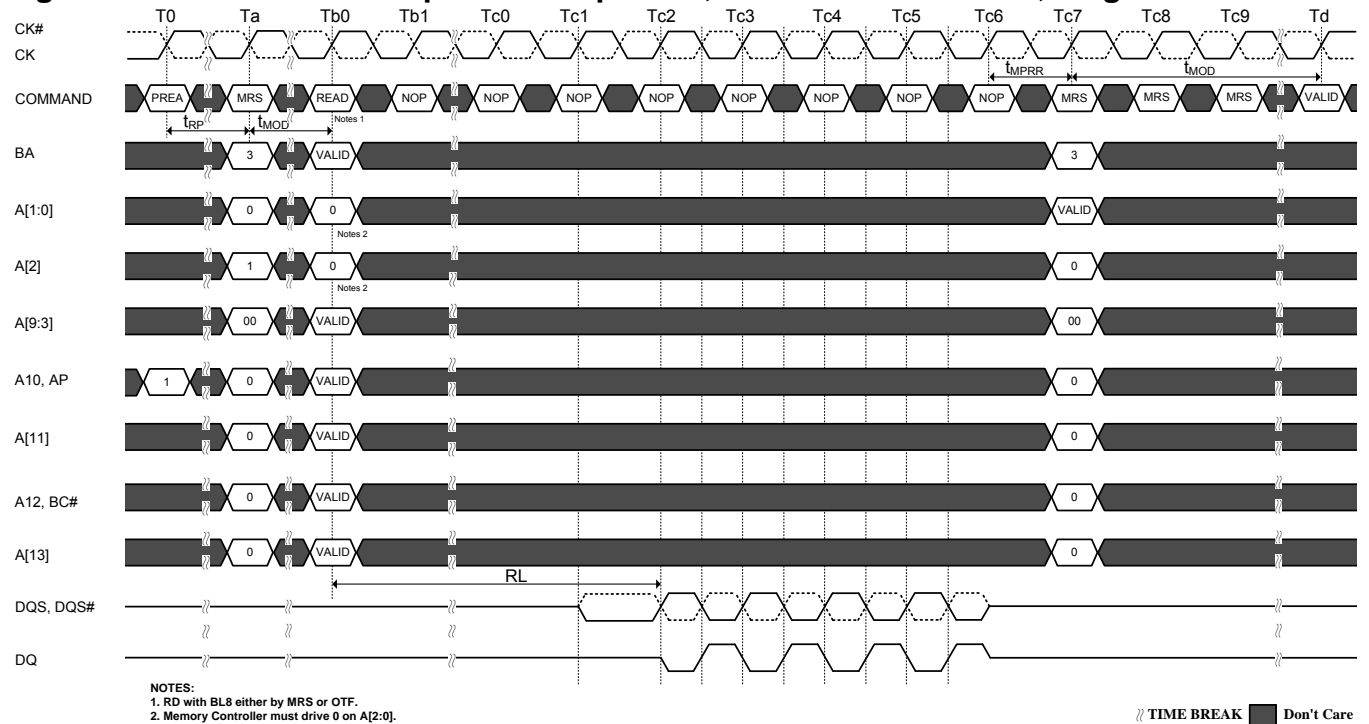 T0 Ta Tb0 Tb1 Tc0 Tc1 Tc2 Tc3 Tc4 Tc5 Tc6 Tc7 Tc8 Tc9 Td
CK#
CK
tMPRR tMOD
COMMAND PREA MRS READ NOP NOP NOP NOP NOP NOP NOP NOP MRS MRS MRS VALID
tRP tMOD Notes 1
BA 3 VALID 3
A[1:0] 0 0 VALID
Notes 2
A[2] 1 0 0
Notes 2
A[9:3] 00 VALID 00
A10, AP 1 0 VALID 0
A[11] 0 VALID 0
A12, BC# 0 VALID 0
A[13] 0 VALID 0
RL
DQS, DQS#
DQ
NOTES:
1. RD with BL8 either by MRS or OTF.
2. Memory Controller must drive 0 on A[2:0].
TIME BREAK Don't Care